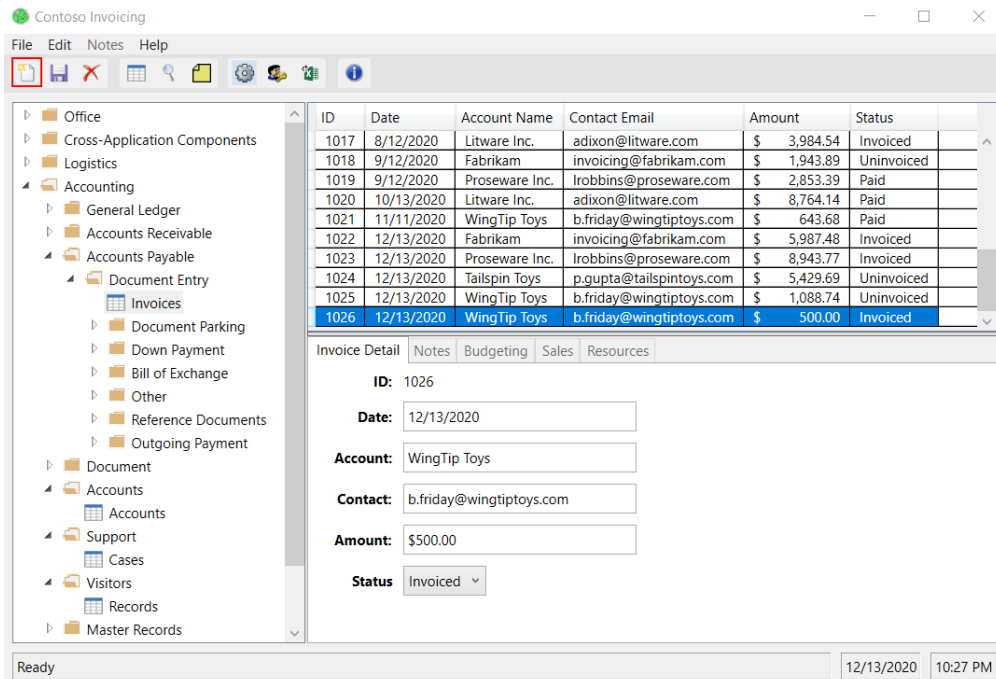 Contoso Invoicing
File Edit Notes Help
Office
Cross-Application Components
Logistics
Accounting
General Ledger
Accounts Receivable
Accounts Payable
Document Entry
Invoices
Document Parking
Down Payment
Bill of Exchange
Other
Reference Documents
Outgoing Payment
Document
Accounts
Accounts
Support
Cases
Visitors
Records
Master Records
ID Date Account Name Contact Email Amount Status
1017 8/12/2020 Litware Inc. adixon@litware.com $ 3,984.54 Invoiced
1018 9/12/2020 Fabrikam invoicing@fabrikam.com $ 1,943.89 Uninvoiced
1019 9/12/2020 Proseware Inc. lrobbins@proseware.com $ 2,853.39 Paid
1020 10/13/2020 Litware Inc. adixon@litware.com $ 8,764.14 Paid
1021 11/11/2020 WingTip Toys b.friday@wingtiptoys.com $ 643.68 Paid
1022 12/13/2020 Fabrikam invoicing@fabrikam.com $ 5,987.48 Invoiced
1023 12/13/2020 Proseware Inc. lrobbins@proseware.com $ 8,943.77 Invoiced
1024 12/13/2020 Tailspin Toys p.gupta@tailspintoys.com $ 5,429.69 Uninvoiced
1025 12/13/2020 WingTip Toys b.friday@wingtiptoys.com $ 1,088.74 Uninvoiced
1026 12/13/2020 WingTip Toys b.friday@wingtiptoys.com $ 500.00 Invoiced
Invoice Detail Notes Budgeting Sales Resources
ID: 1026
Date: 12/13/2020
Account: WingTip Toys
Contact: b.friday@wingtiptoys.com
Amount: $500.00
Status Invoiced
Ready 12/13/2020 10:27 PM